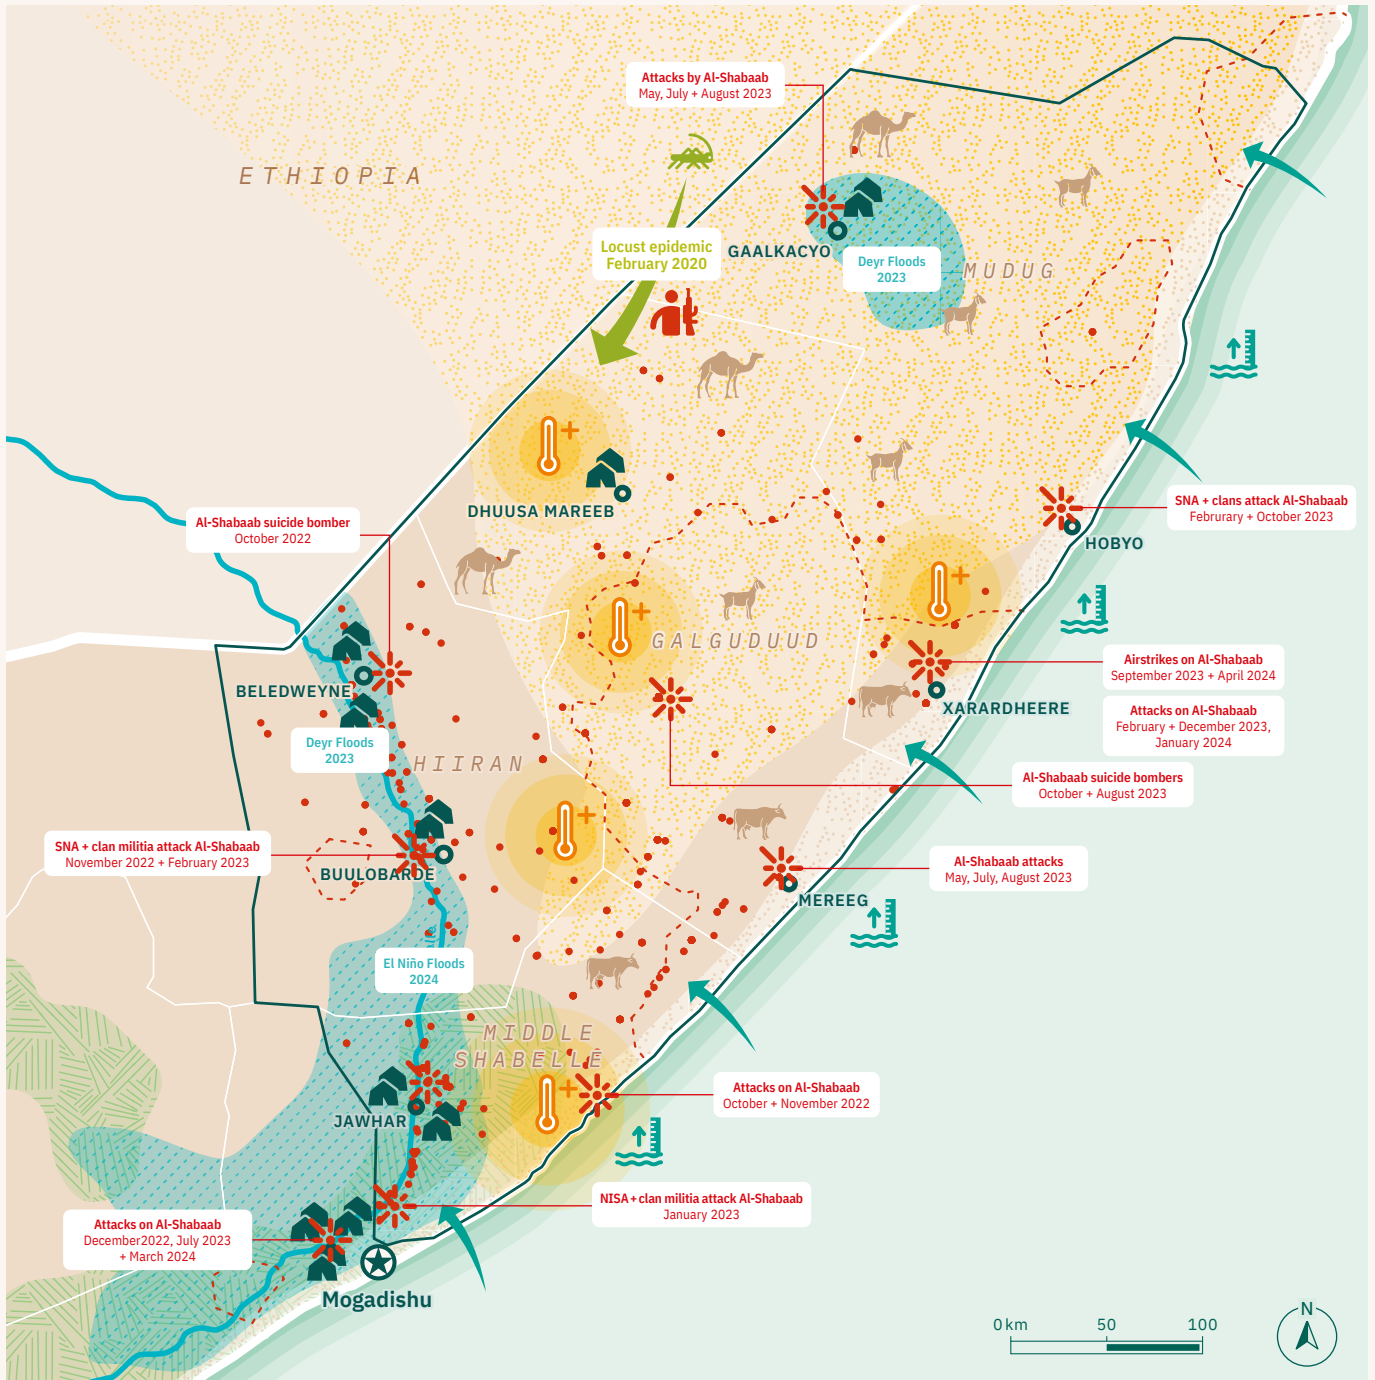 Attacks by Al-Shabaab
May, July + August 2023
ETHIOPIA
Locust epidemic
February 2020
GAALKACYO
Deyr Floods
2023
MUDUG
SNA + clans attack Al-Shabaab
Februrary + October 2023
DHUUSA MAREEB
Al-Shabaab suicide bomber
October 2022
HOBYO
GALGUDUUD
Airstrikes on Al-Shabaab
September 2023 + April 2024
BELEDWEYNE
XARARDHEERE
Attacks on Al-Shabaab
February + December 2023,
January 2024
Deyr Floods
2023
HIIRAN
Al-Shabaab suicide bombers
October + August 2023
SNA + clan militia attack Al-Shabaab
November 2022 + February 2023
BUULOBARDE
Al-Shabaab attacks
May, July, August 2023
MEREEG
El Niño Floods
2024
MIDDLE
SHABELLE
Attacks on Al-Shabaab
October + November 2022
JAWHAR
NISA + clan militia attack Al-Shabaab
January 2023
Attacks on Al-Shabaab
December2022, July 2023
+ March 2024
Mogadishu
0 km 50 100
N